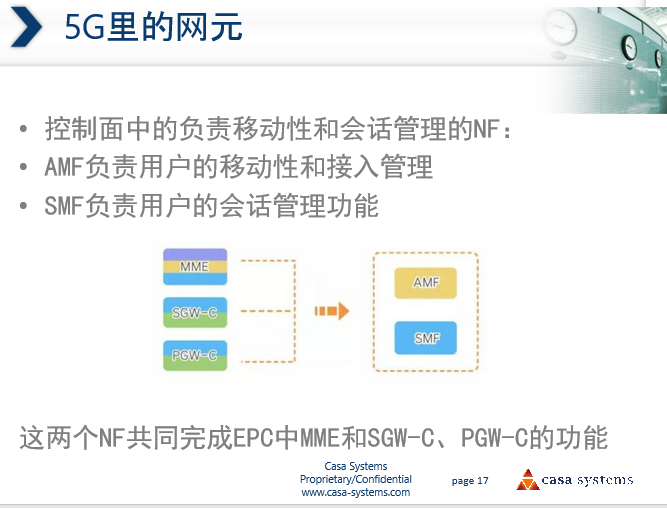 5G里的网元
• 控制面中的负责移动性和会话管理的NF：
• AMF负责用户的移动性和接入管理
• SMF负责用户的会话管理功能
MME
SGW-C
PGW-C
AMF
SMF
这两个NF共同完成EPC中MME和SGW-C、PGW-C的功能
Casa Systems
Proprietary/Confidential
www.casa-systems.com
page 17
casa systems